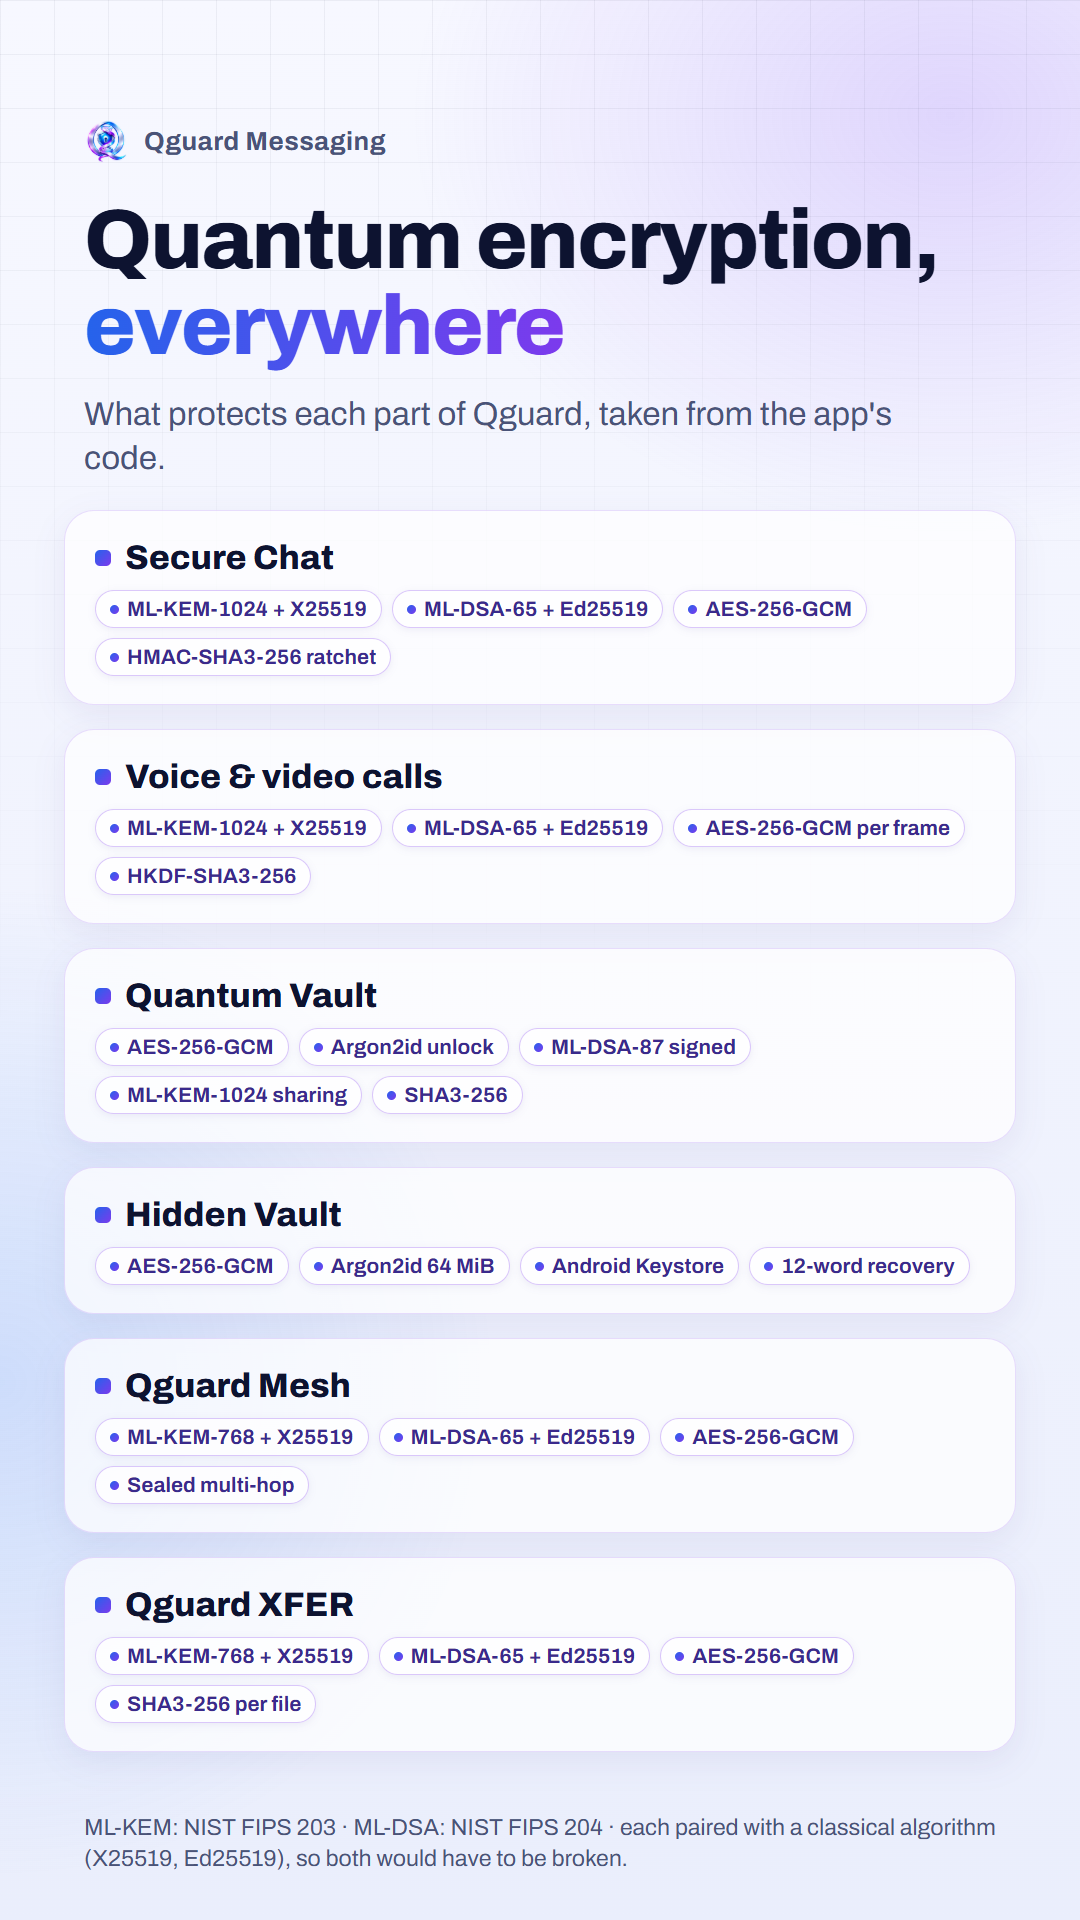 Qguard Messaging
Quantum encryption,
everywhere
What protects each part of Qguard, taken from the app's
code.
Secure Chat
ML-KEM-1024 + X25519
ML-DSA-65 + Ed25519
AES-256-GCM
HMAC-SHA3-256 ratchet
Voice & video calls
ML-KEM-1024 + X25519
ML-DSA-65 + Ed25519
AES-256-GCM per frame
HKDF-SHA3-256
Quantum Vault
AES-256-GCM
Argon2id unlock
ML-DSA-87 signed
ML-KEM-1024 sharing
SHA3-256
Hidden Vault
AES-256-GCM
Argon2id 64 MiB
Android Keystore
12-word recovery
Qguard Mesh
ML-KEM-768 + X25519
ML-DSA-65 + Ed25519
AES-256-GCM
Sealed multi-hop
Qguard XFER
ML-KEM-768 + X25519
ML-DSA-65 + Ed25519
AES-256-GCM
SHA3-256 per file
ML-KEM: NIST FIPS 203 · ML-DSA: NIST FIPS 204 · each paired with a classical algorithm
(X25519, Ed25519), so both would have to be broken.